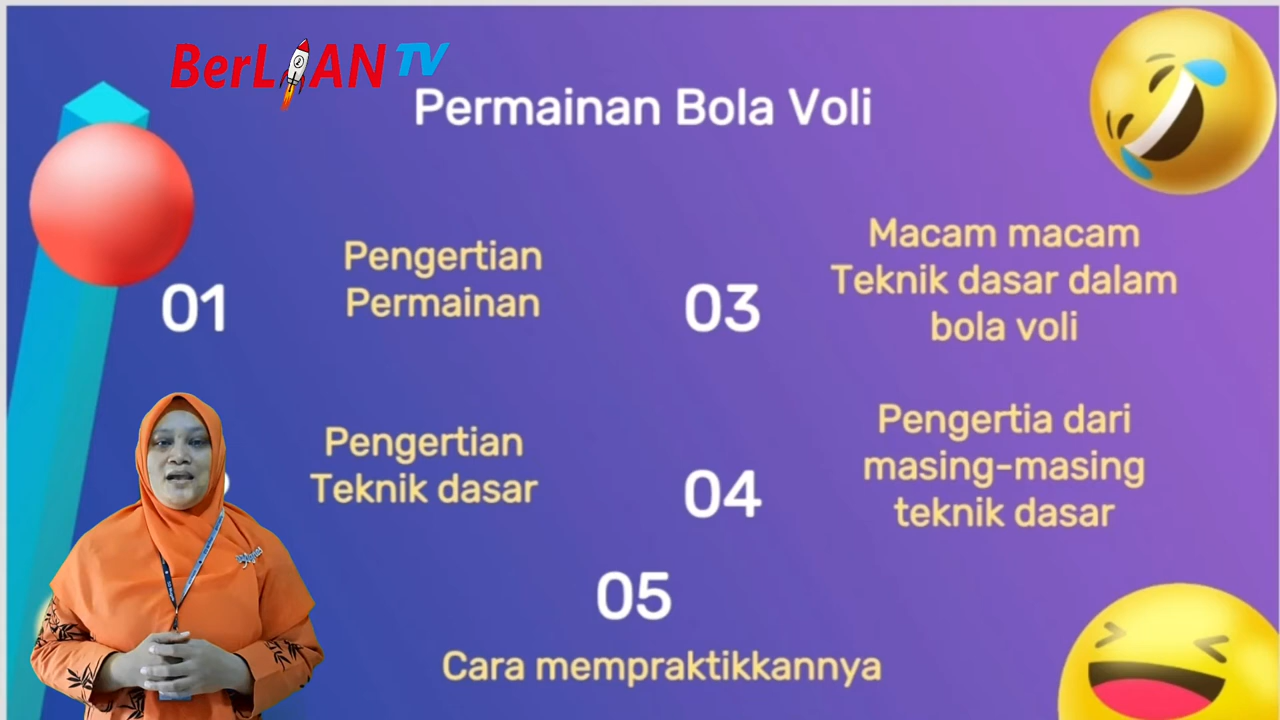 BerLIAN TV
Permainan Bola Voli
01
Pengertian
Permainan
03
Macam macam
Teknik dasar dalam
bola voli
Pengertian
Teknik dasar
04
Pengertia dari
masing-masing
teknik dasar
05
Cara mempraktikkannya